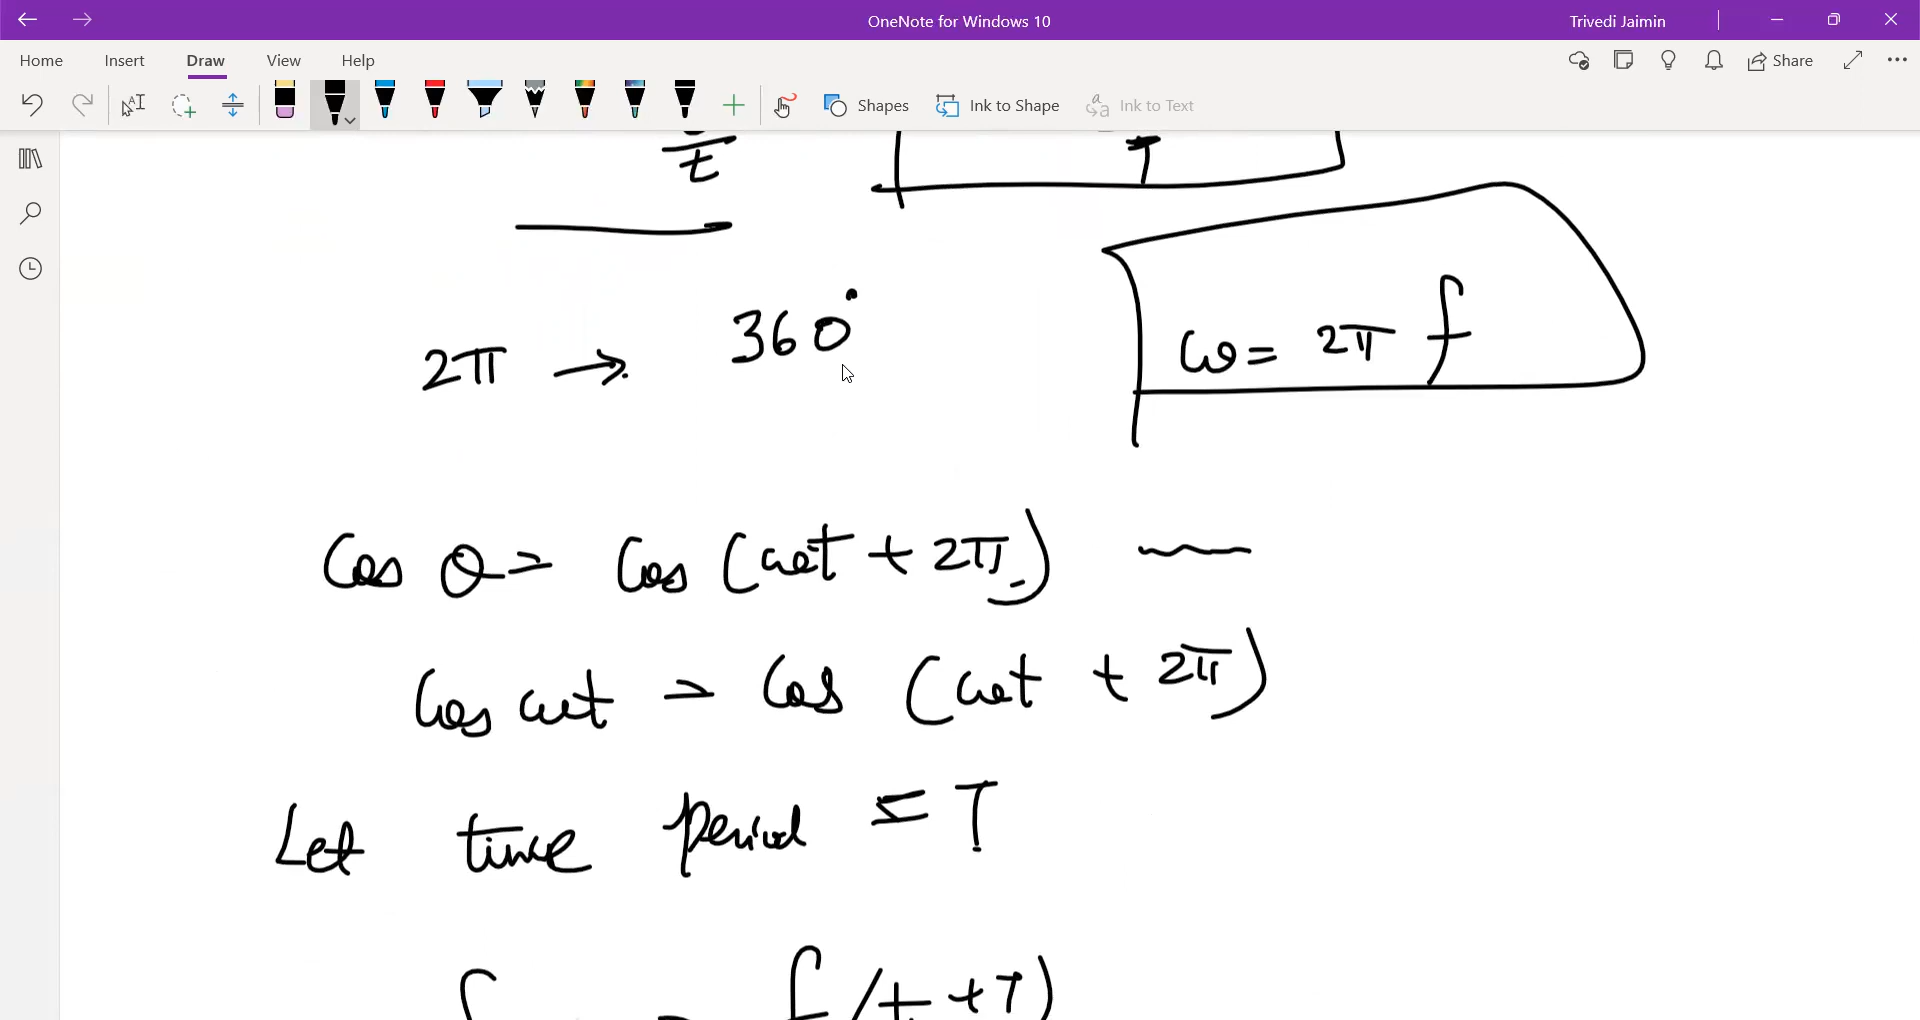 OneNote for Windows 10
Trivedi Jaimin
Home Insert Draw View Help
Share
Shapes
Ink to Shape
Ink to Text
t
T
2π → 360°
ω = 2π f
Cos θ = Cos (ωt + 2π)
Cos ωt = Cos (ωt + 2π)
Let time period = T
f = f(t + T)